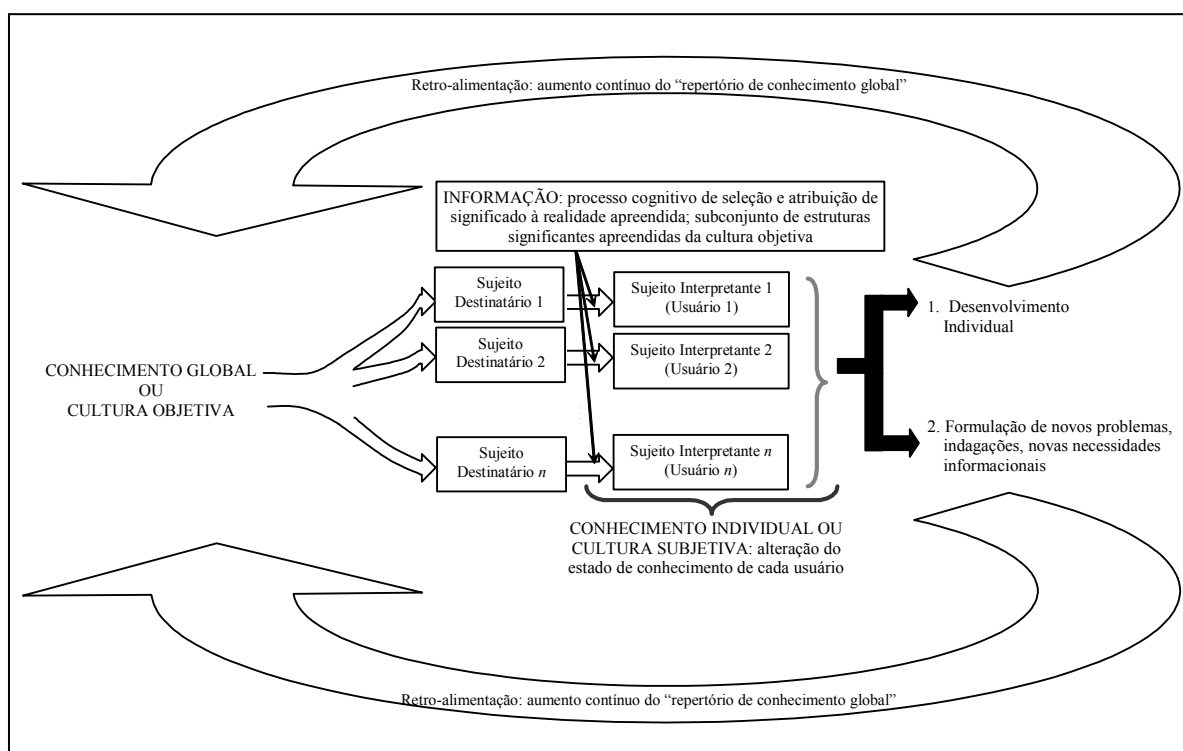 Retro-alimentação: aumento contínuo do “repertório de conhecimento global”
INFORMAÇÃO: processo cognitivo de seleção e atribuição de
significado à realidade apreendida; subconjunto de estruturas
significantes apreendidas da cultura objetiva
Sujeito
Destinatário 1
Sujeito Interpretante 1
(Usuário 1)
Sujeito
Destinatário 2
Sujeito Interpretante 2
(Usuário 2)
Sujeito
Destinatário n
Sujeito Interpretante n
(Usuário n)
CONHECIMENTO GLOBAL
OU
CULTURA OBJETIVA
1. Desenvolvimento
Individual
2. Formulação de novos problemas,
indagações, novas necessidades
informacionais
CONHECIMENTO INDIVIDUAL OU
CULTURA SUBJETIVA: alteração do
estado de conhecimento de cada usuário
Retro-alimentação: aumento contínuo do “repertório de conhecimento global”